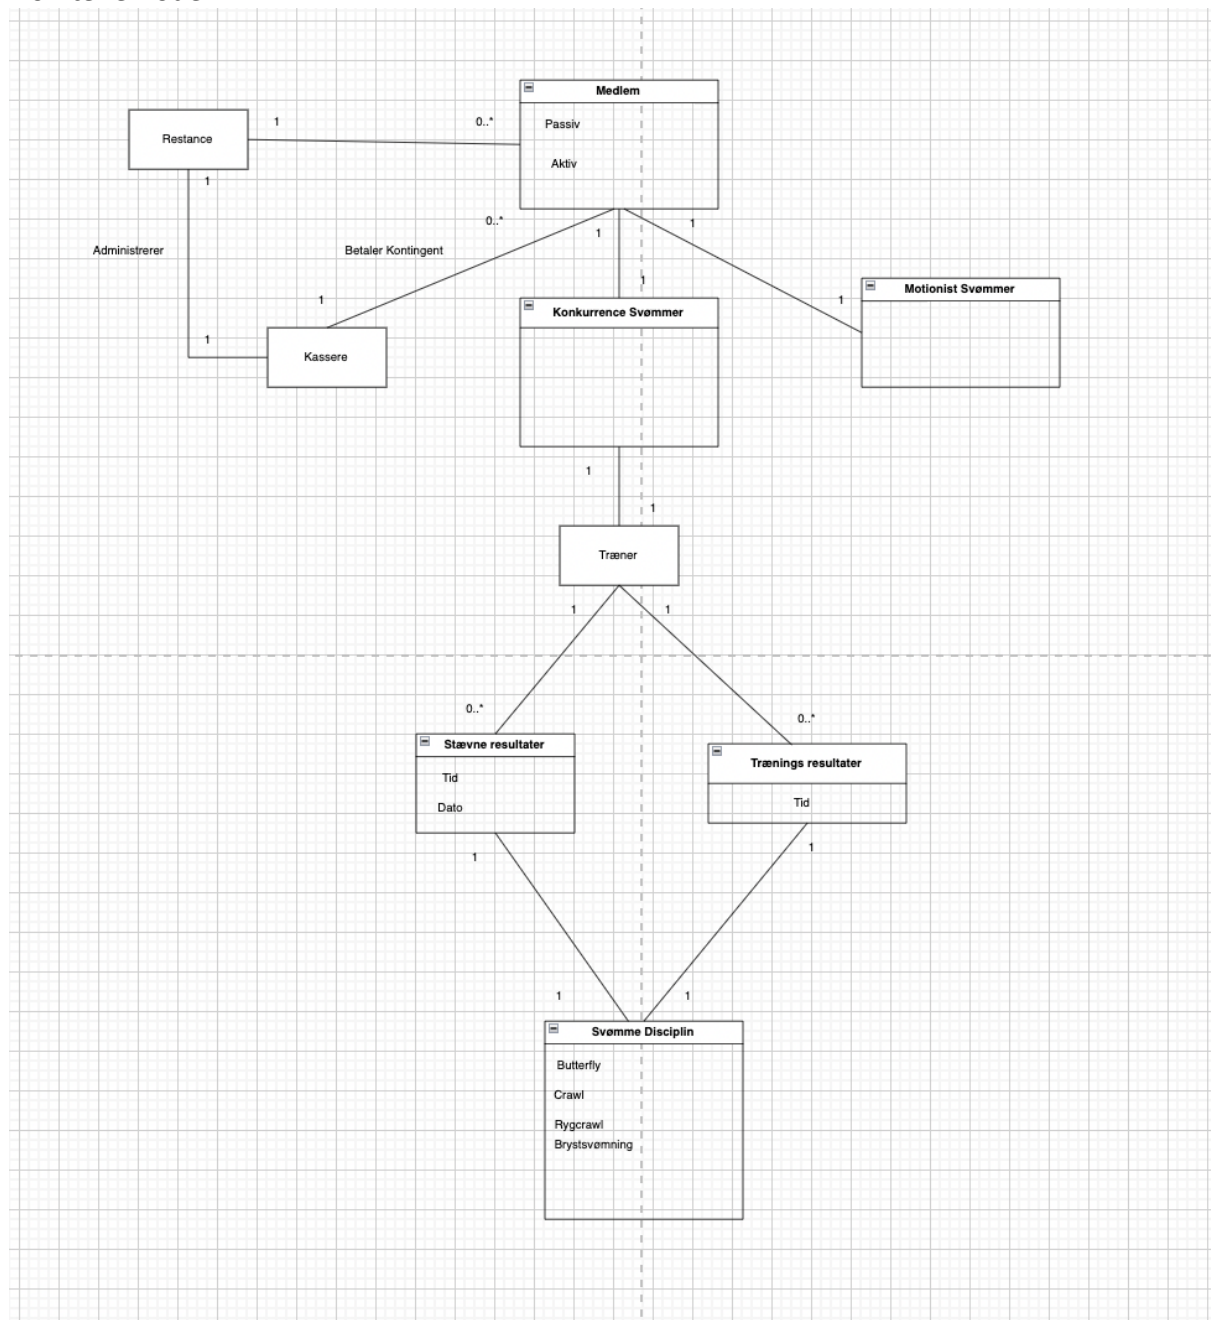 Medlem
Passiv
Aktiv
Restance
1
0..*
1
Administrerer
1
0..*
Betaler Kontingent
1
1
1
1
1
Motionist Svømmer
Konkurrence Svømmer
Kassere
1
1
Træner
1
1
0..*
0..*
Stævne resultater
Tid
Dato
Trænings resultater
Tid
1
1
1
1
Svømme Disciplin
Butterfly
Crawl
Rygcrawl
Brystsvømning